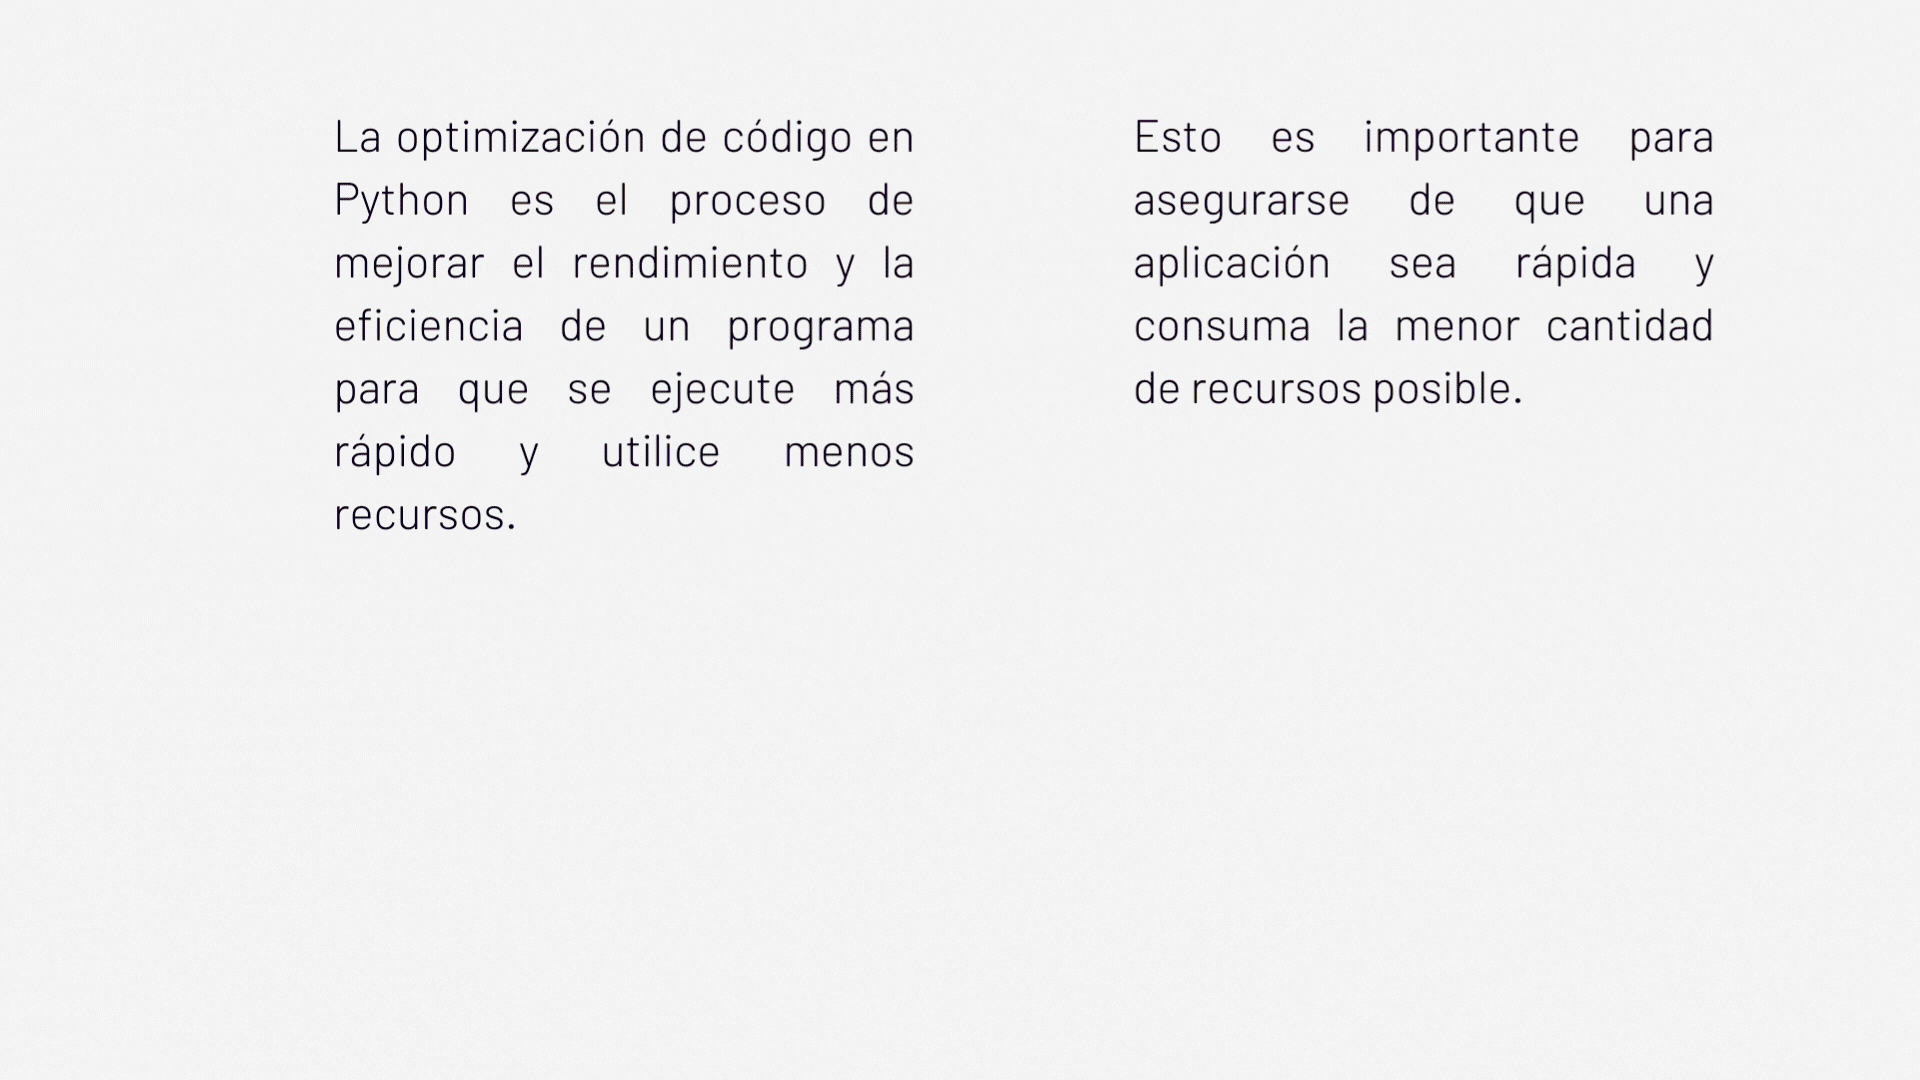 La optimización de código en
Python es el proceso de
mejorar el rendimiento y la
eficiencia de un programa
para que se ejecute más
rápido y utilice menos
recursos.
Esto es importante para
asegurarse de que una
aplicación sea rápida y
consuma la menor cantidad
de recursos posible.